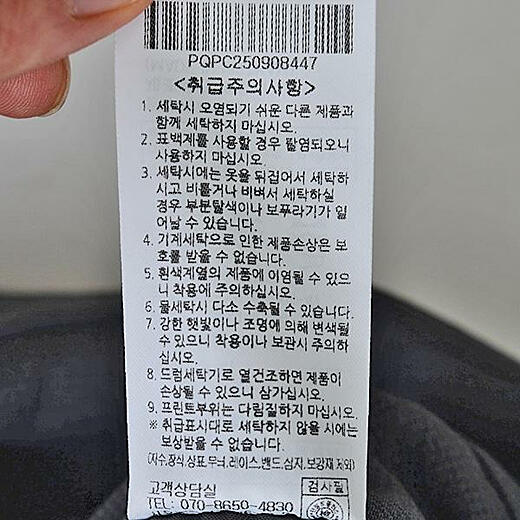 PQPC250908447
<취급주의사항>
1. 세탁시 오염되기 쉬운 다른 제품과
함께 세탁하지 마십시오.
2. 표백제를 사용할 경우 탈염되오니
사용하지 마십시오.
3. 세탁시에는 옷을 뒤집어서 세탁하
시고 비틀거나 비벼서 세탁하실
경우 부분탈색이나 보푸라기가 일
어날 수 있습니다.
4. 기계세탁으로 인한 제품손상은 보
호를 받을 수 없습니다.
5. 흰색계열의 제품에 이염될 수 있으
니 착용에 주의하십시오.
6. 물세탁시 다소 수축될 수 있습니다.
7. 강한 햇빛이나 조명에 의해 변색될
수 있으니 착용이나 보관시 주의하
십시오.
8. 드럼세탁기로 열건조하면 제품이
손상될 수 있으니 삼가십시오.
9. 프린트부위는 다림질하지 마십시오.
※ 취급표시대로 세탁하지 않을 시에는
보상받을 수 없습니다.
(자수,장식,상표,무늬,레이스,밴드,심지,보강재 제외)
고객상담실
검사필
TEL: 070-8650-4830